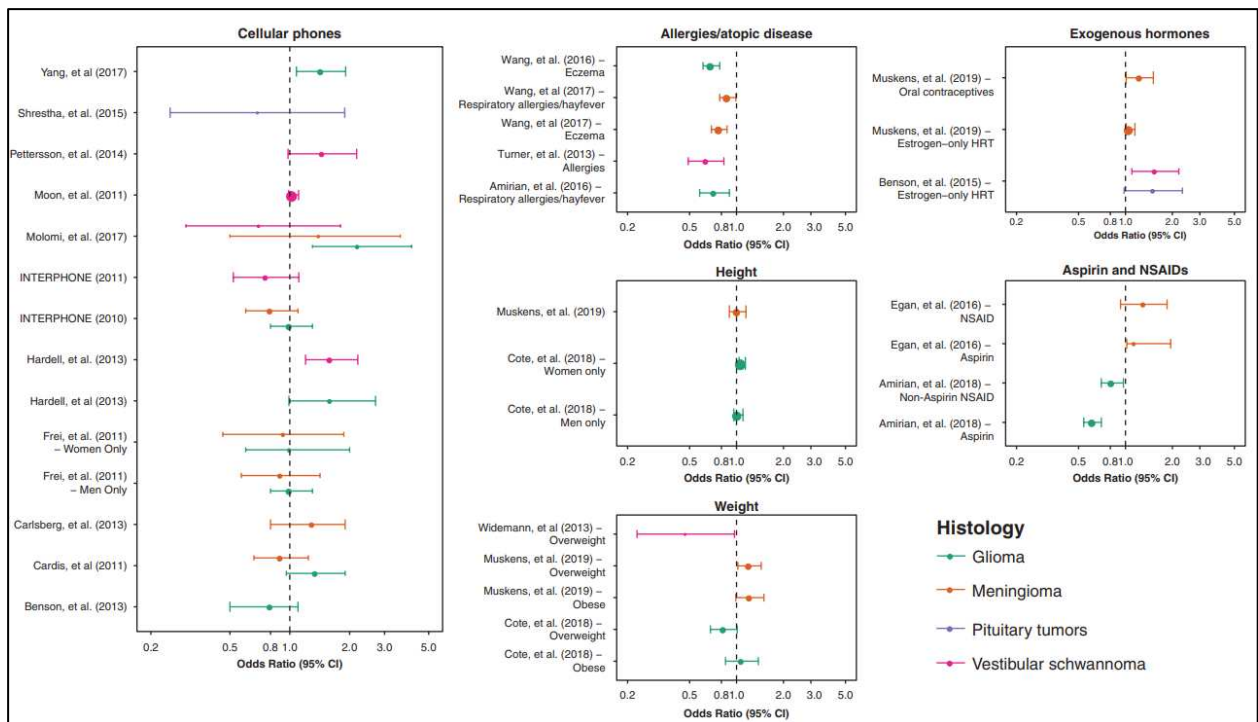 Cellular phones
Yang, et al (2017)
Shrestha, et al. (2015)
Pettersson, et al. (2014)
Moon, et al. (2011)
Molomi, et al. (2017)
INTERPHONE (2011)
INTERPHONE (2010)
Hardell, et al. (2013)
Hardell, et al (2013)
Frei, et al. (2011)
– Women Only
Frei, et al. (2011)
– Men Only
Carlsberg, et al. (2013)
Cardis, et al (2011)
Benson, et al. (2013)
0.2 0.5 1.0 2.0 3.0 5.0
Odds Ratio (95% CI)
Allergies/atopic disease
Wang, et al. (2016) –
Eczema
Wang, et al (2017) –
Respiratory allergies/hayfever
Wang, et al (2017) –
Eczema
Turner, et al. (2013) –
Allergies
Amirian, et al. (2016) –
Respiratory allergies/hayfever
0.2 0.5 0.8 1.0 2.0 3.0 5.0
Odds Ratio (95% CI)
Height
Muskens, et al. (2019)
Cote, et al. (2018) –
Women only
Cote, et al. (2018) –
Men only
0.2 0.5 0.8 1.0 2.0 3.0 5.0
Odds Ratio (95% CI)
Weight
Widemann, et al (2013) –
Overweight
Muskens, et al. (2019) –
Overweight
Muskens, et al. (2019) –
Obese
Cote, et al. (2018) –
Overweight
Cote, et al. (2018) –
Obese
0.2 0.5 0.8 1.0 2.0 3.0 5.0
Odds Ratio (95% CI)
Exogenous hormones
Muskens, et al. (2019) –
Oral contraceptives
Muskens, et al. (2019) –
Estrogen–only HRT
Benson, et al. (2015) –
Estrogen–only HRT
0.2 0.5 0.8 1.0 2.0 3.0 5.0
Odds Ratio (95% CI)
Aspirin and NSAIDs
Egan, et al. (2016) –
NSAID
Egan, et al. (2016) –
Aspirin
Amirian, et al. (2018) –
Non-Aspirin NSAID
Amirian, et al. (2018) –
Aspirin
0.2 0.5 0.8 1.0 2.0 3.0 5.0
Odds Ratio (95% CI)
Histology
Glioma
Meningioma
Pituitary tumors
Vestibular schwannoma